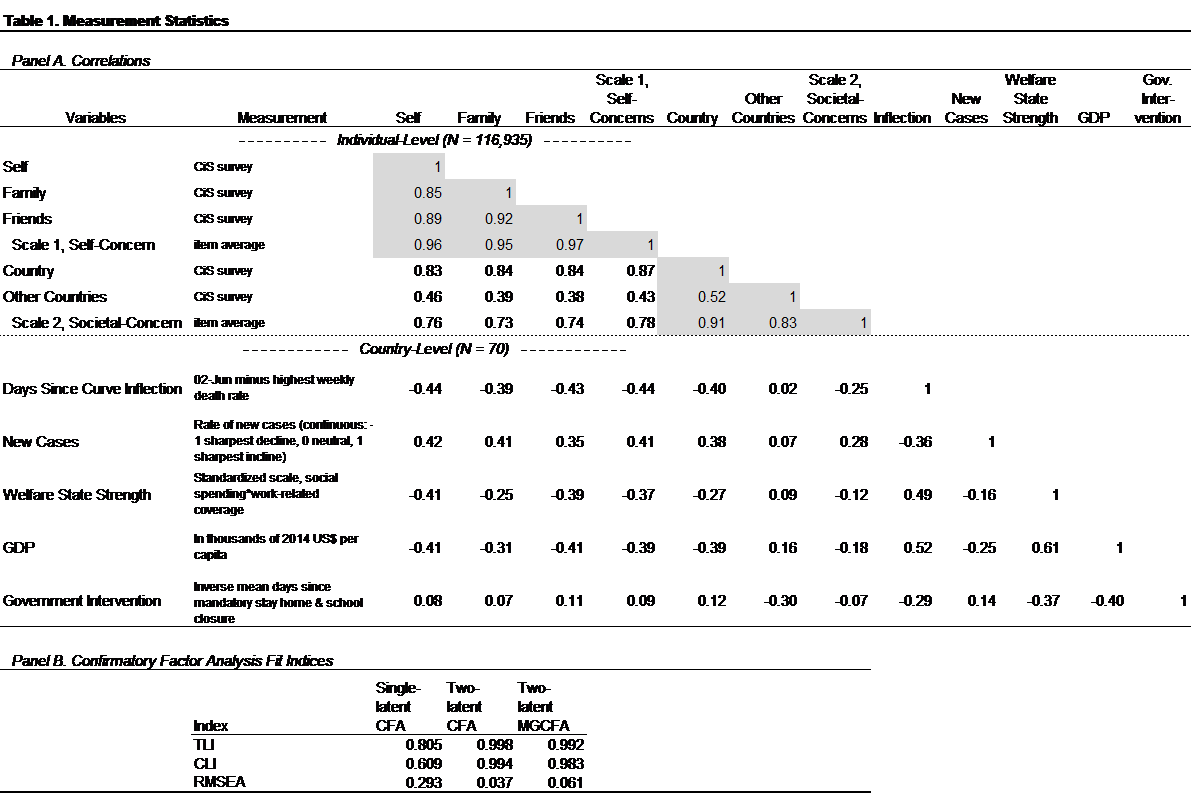 Table 1. Measurement Statistics
Panel A. Correlations
Variables Measurement Self Family Friends Scale 1, Self-Concerns Country Other Countries Scale 2, Societal-Concerns Inflection New Cases Welfare State Strength GDP Gov. Inter-vention
---------- Individual-Level (N = 116,935) ----------
Self CiS survey 1
Family CiS survey 0.85 1
Friends CiS survey 0.89 0.92 1
Scale 1, Self-Concern item average 0.96 0.95 0.97 1
Country CiS survey 0.83 0.84 0.84 0.87 1
Other Countries CiS survey 0.46 0.39 0.38 0.43 0.52 1
Scale 2, Societal-Concern item average 0.76 0.73 0.74 0.78 0.91 0.83 1
------------ Country-Level (N = 70) ------------
Days Since Curve Inflection 02-Jun minus highest weekly death rate -0.44 -0.39 -0.43 -0.44 -0.40 0.02 -0.25 1
New Cases Rate of new cases (continuous: -1 sharpest decline, 0 neutral, 1 sharpest incline) 0.42 0.41 0.35 0.41 0.38 0.07 0.28 -0.36 1
Welfare State Strength Standardized scale, social spending*work-related coverage -0.41 -0.25 -0.39 -0.37 -0.27 0.09 -0.12 0.49 -0.16 1
GDP In thousands of 2014 US$ per capita -0.41 -0.31 -0.41 -0.39 -0.39 0.16 -0.18 0.52 -0.25 0.61 1
Government Intervention Inverse mean days since mandatory stay home & school closure 0.08 0.07 0.11 0.09 0.12 -0.30 -0.07 -0.29 0.14 -0.37 -0.40 1
Panel B. Confirmatory Factor Analysis Fit Indices
Index Single-latent CFA Two-latent CFA Two-latent MGCFA
TLI 0.805 0.998 0.992
CLI 0.609 0.994 0.983
RMSEA 0.293 0.037 0.061